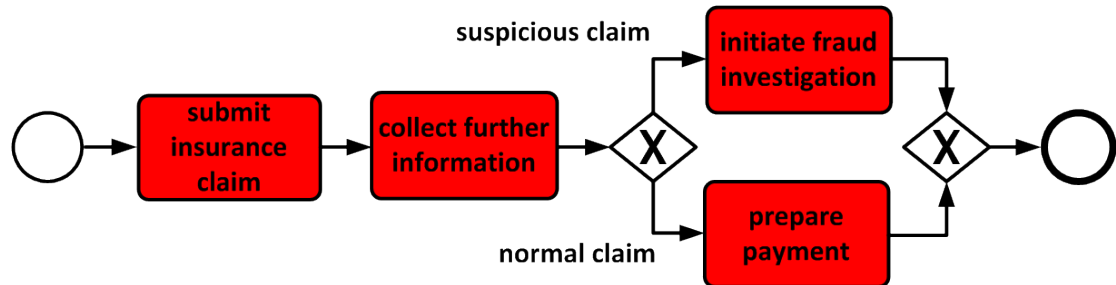 suspicious claim
initiate fraud
investigation
submit
insurance
claim
collect further
information
X
X
normal claim
prepare
payment